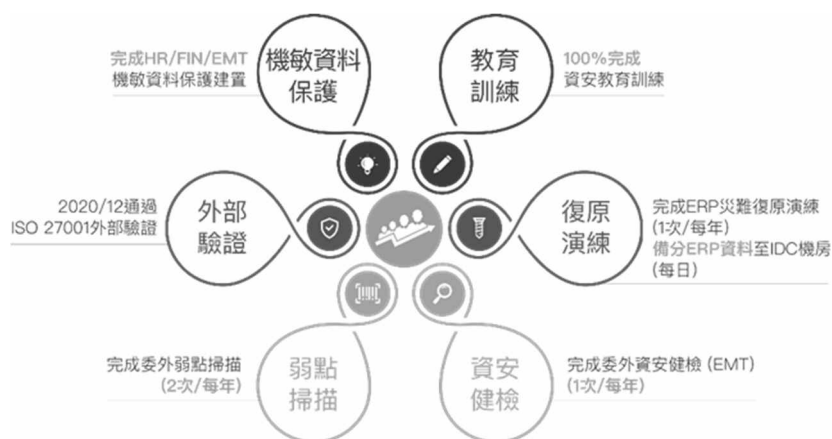 完成HR/FIN/EMT
機敏資料保護建置
機敏資料
保護
教育
訓練
100%完成
資安教育訓練
2020/12通過
ISO 27001外部驗證
外部
驗證
復原
演練
完成ERP災難復原演練
(1次/每年)
備分ERP資料至IDC機房
(每日)
完成委外弱點掃描
(2次/每年)
弱點
掃描
資安
健檢
完成委外資安健檢 (EMT)
(1次/每年)